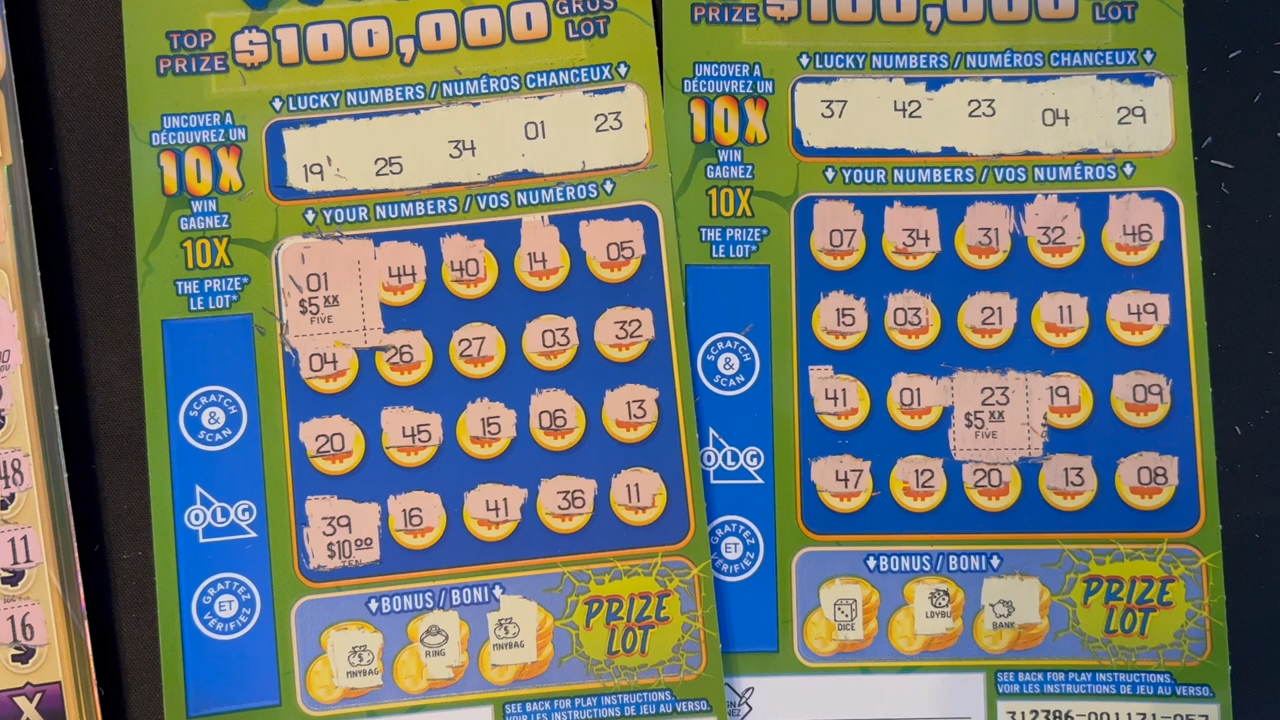 TOP
PRIZE
$100,000
GROS
LOT
LUCKY NUMBERS / NUMÉROS CHANCEUX
UNCOVER A
DÉCOUVREZ UN
10X
WIN
GAGNEZ
10X
THE PRIZE*
LE LOT*
19 25 34 01 23
YOUR NUMBERS / VOS NUMÉROS
01 44 40 14 05
$5.XX
FIVE
04 26 27 03 32
20 45 15 06 13
39 16 41 36 11
$10.00
TEN
SCRATCH
&
SCAN
OLG
GRATTEZ
ET
VÉRIFIEZ
BONUS / BONI
MNYBAG RING MNYBAG
PRIZE
LOT
SEE BACK FOR PLAY INSTRUCTIONS.
VOIR LES INSTRUCTIONS DE JEU AU VERSO.
PRIZE
$100,000
LOT
LUCKY NUMBERS / NUMÉROS CHANCEUX
UNCOVER A
DÉCOUVREZ UN
10X
WIN
GAGNEZ
10X
THE PRIZE*
LE LOT*
37 42 23 04 29
YOUR NUMBERS / VOS NUMÉROS
07 34 31 32 46
15 03 21 11 49
41 01 23 19 09
$5.XX
FIVE
47 12 20 13 08
SCRATCH
&
SCAN
OLG
GRATTEZ
ET
VÉRIFIEZ
BONUS / BONI
DICE LDYBU BANK
PRIZE
LOT
SEE BACK FOR PLAY INSTRUCTIONS.
VOIR LES INSTRUCTIONS DE JEU AU VERSO.
48
11
16
X